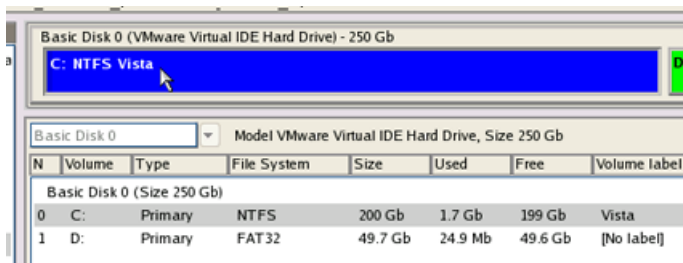 Basic Disk 0 (VMware Virtual IDE Hard Drive) - 250 Gb
C: NTFS Vista
D
Basic Disk 0 Model VMware Virtual IDE Hard Drive, Size 250 Gb
N Volume Type File System Size Used Free Volume label
Basic Disk 0 (Size 250 Gb)
0 C: Primary NTFS 200 Gb 1.7 Gb 199 Gb Vista
1 D: Primary FAT32 49.7 Gb 24.9 Mb 49.6 Gb [No label]